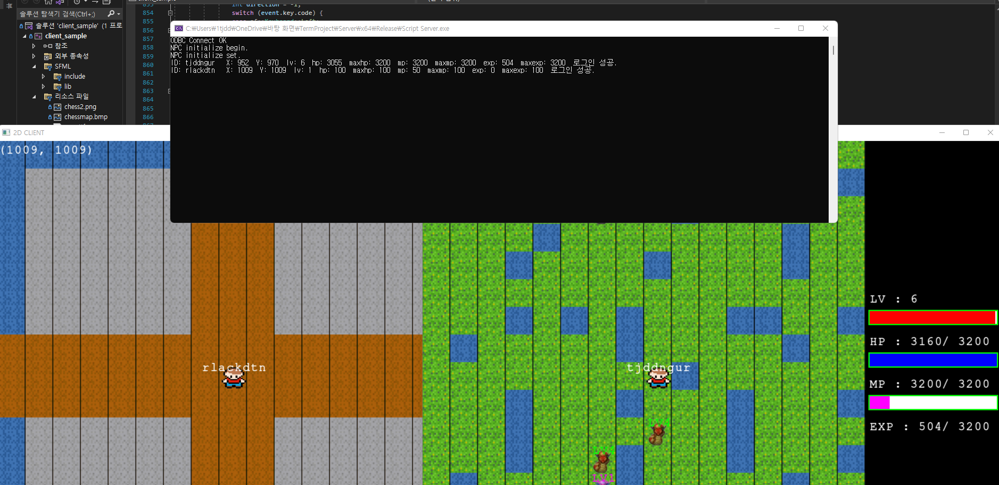 솔루션 탐색기 검색(Ctrl+;)
솔루션 'client_sample' (1 프로
client_sample
참조
외부 종속성
SFML
include
lib
리소스 파일
chess2.png
chessmap.bmp
854
855
856
857
858
859
860
861
862
863
864
865
866
switch (event.key.code) {
C:\Users\1tjdd\OneDrive\바탕 화면\TermProject\Server\x64\Release\Script Server.exe
ODBC Connect OK
NPC initialize begin.
NPC initialize set.
ID: tjddngur X: 952 Y: 970 lv: 6 hp: 3055 maxhp: 3200 mp: 3200 maxmp: 3200 exp: 504 maxexp: 3200 로그인 성공.
ID: rlackdtn X: 1009 Y: 1009 lv: 1 hp: 100 maxhp: 100 mp: 50 maxmp: 100 exp: 0 maxexp: 100 로그인 성공.
2D CLIENT
(1009, 1009)
rlackdtn
tjddngur
LV1
LV : 6
HP : 3160/ 3200
MP : 3200/ 3200
EXP : 504/ 3200